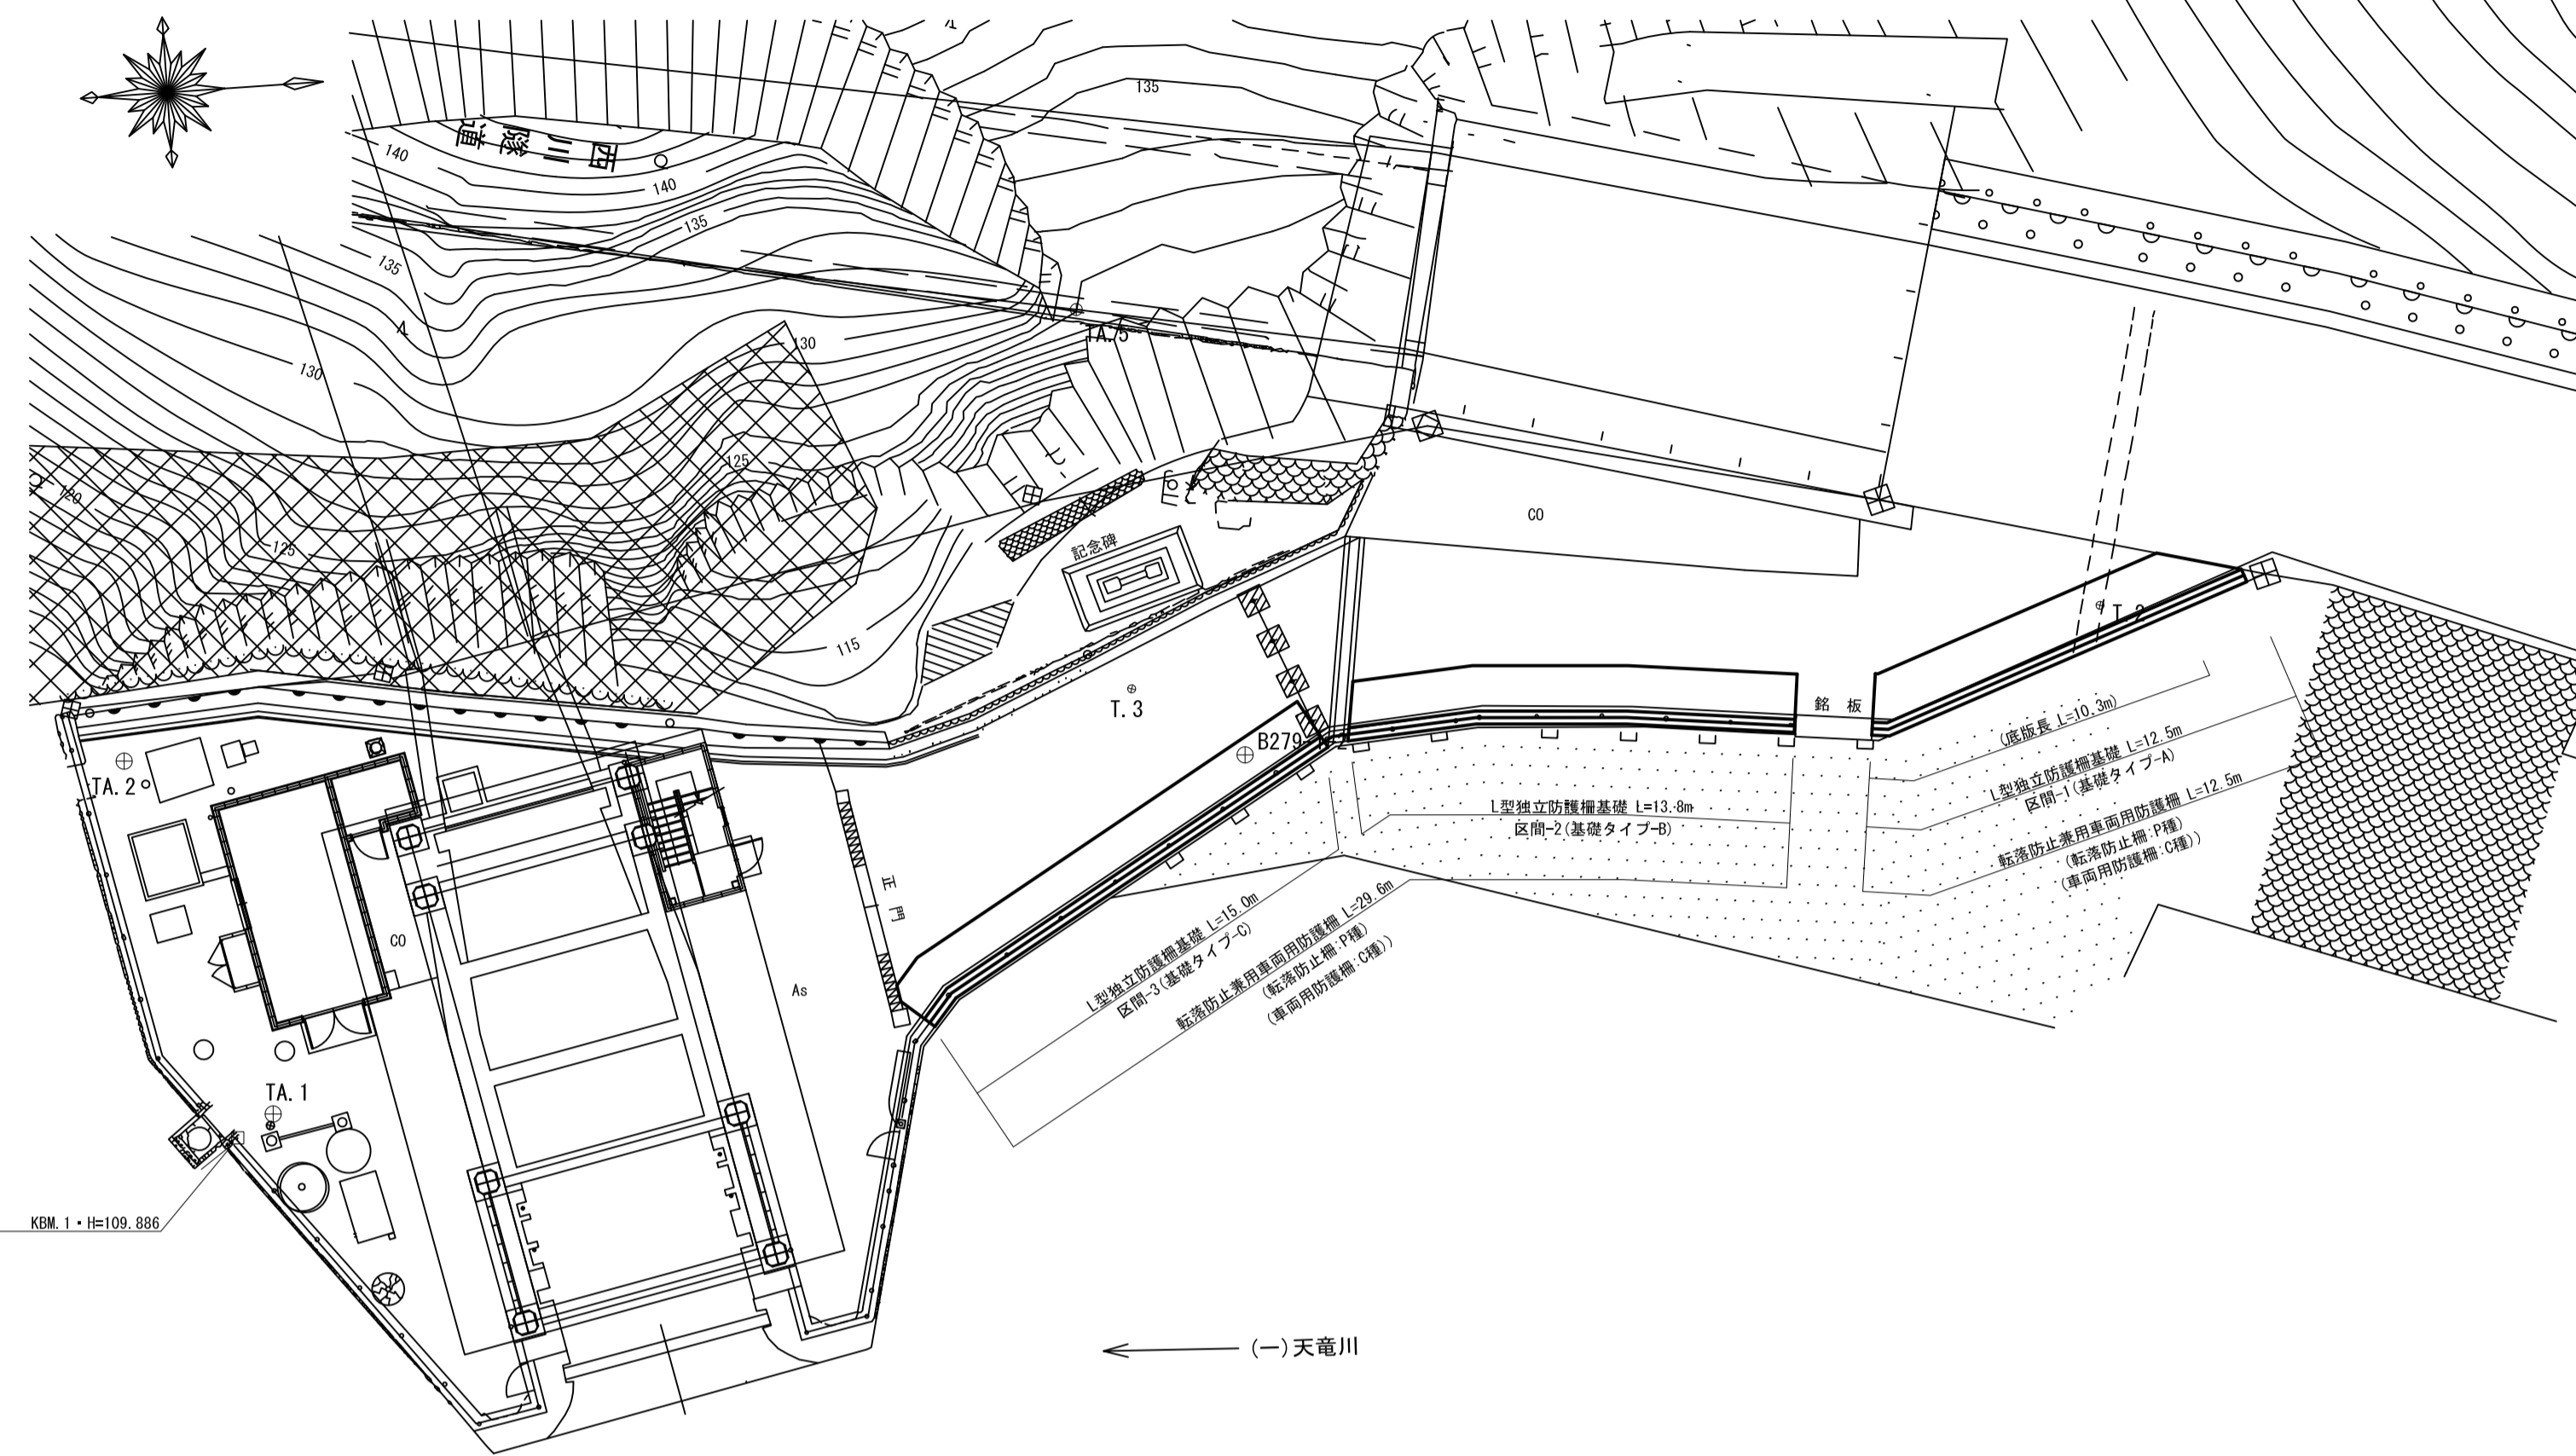 135
西川隧道
140
140
135
135
130
130
125
120
125
115
TA.5
記念碑
CO
T.3
B279
銘 板
TA.2
正 門
CO
As
TA.1
KBM.1・H=109.886
(底版長 L=10.3m)
L型独立防護柵基礎 L=12.5m
区間-1(基礎タイプ-A)
転落防止兼用車両用防護柵 L=12.5m
(転落防止柵:P種)
(車両用防護柵:C種))
L型独立防護柵基礎 L=13.8m
区間-2(基礎タイプ-B)
L型独立防護柵基礎 L=15.0m
区間-3(基礎タイプ-C)
転落防止兼用車両用防護柵 L=29.6m
(転落防止柵:P種)
(車両用防護柵:C種))
(一)天竜川